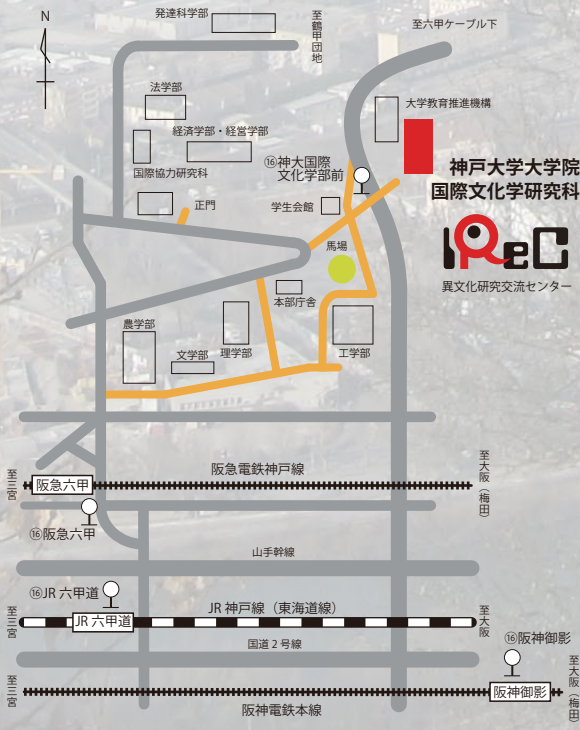 N
発達科学部
至鶴甲団地
至六甲ケーブル下
法学部
大学教育推進機構
経済学部・経営学部
国際協力研究科
⑯神大国際
文化学部前
神戸大学大学院
国際文化学研究科
正門
学生会館
IReC
異文化研究交流センター
馬場
本部庁舎
農学部
文学部
理学部
工学部
至三宮
阪急六甲
阪急電鉄神戸線
至大阪（梅田）
⑯阪急六甲
山手幹線
⑯JR 六甲道
至三宮
JR 六甲道
JR 神戸線（東海道線）
至大阪
国道２号線
⑯阪神御影
至三宮
阪神電鉄本線
阪神御影
至大阪（梅田）